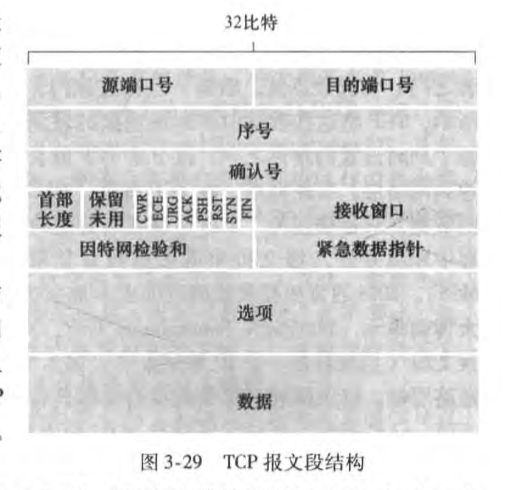 32比特
源端口号 目的端口号
序号
确认号
首部长度 保留未用 CWR ECE URG ACK PSH RST SYN FIN 接收窗口
因特网检验和 紧急数据指针
选项
数据
图 3-29 TCP 报文段结构